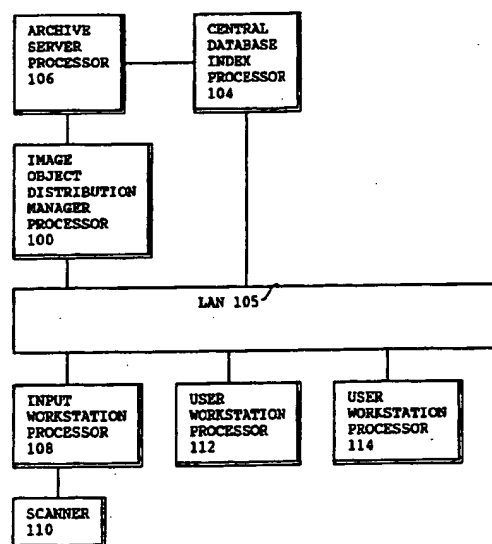 ARCHIVE
SERVER
PROCESSOR
106
CENTRAL
DATABASE
INDEX
PROCESSOR
104
IMAGE
OBJECT
DISTRIBUTION
MANAGER
PROCESSOR
100
LAN 105
INPUT
WORKSTATION
PROCESSOR
108
USER
WORKSTATION
PROCESSOR
112
USER
WORKSTATION
PROCESSOR
114
SCANNER
110